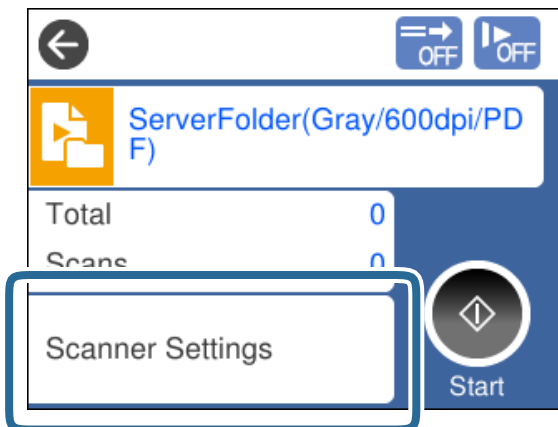 OFF OFF
ServerFolder(Gray/600dpi/PD
F)
Total 0
Scans 0
Scanner Settings
Start